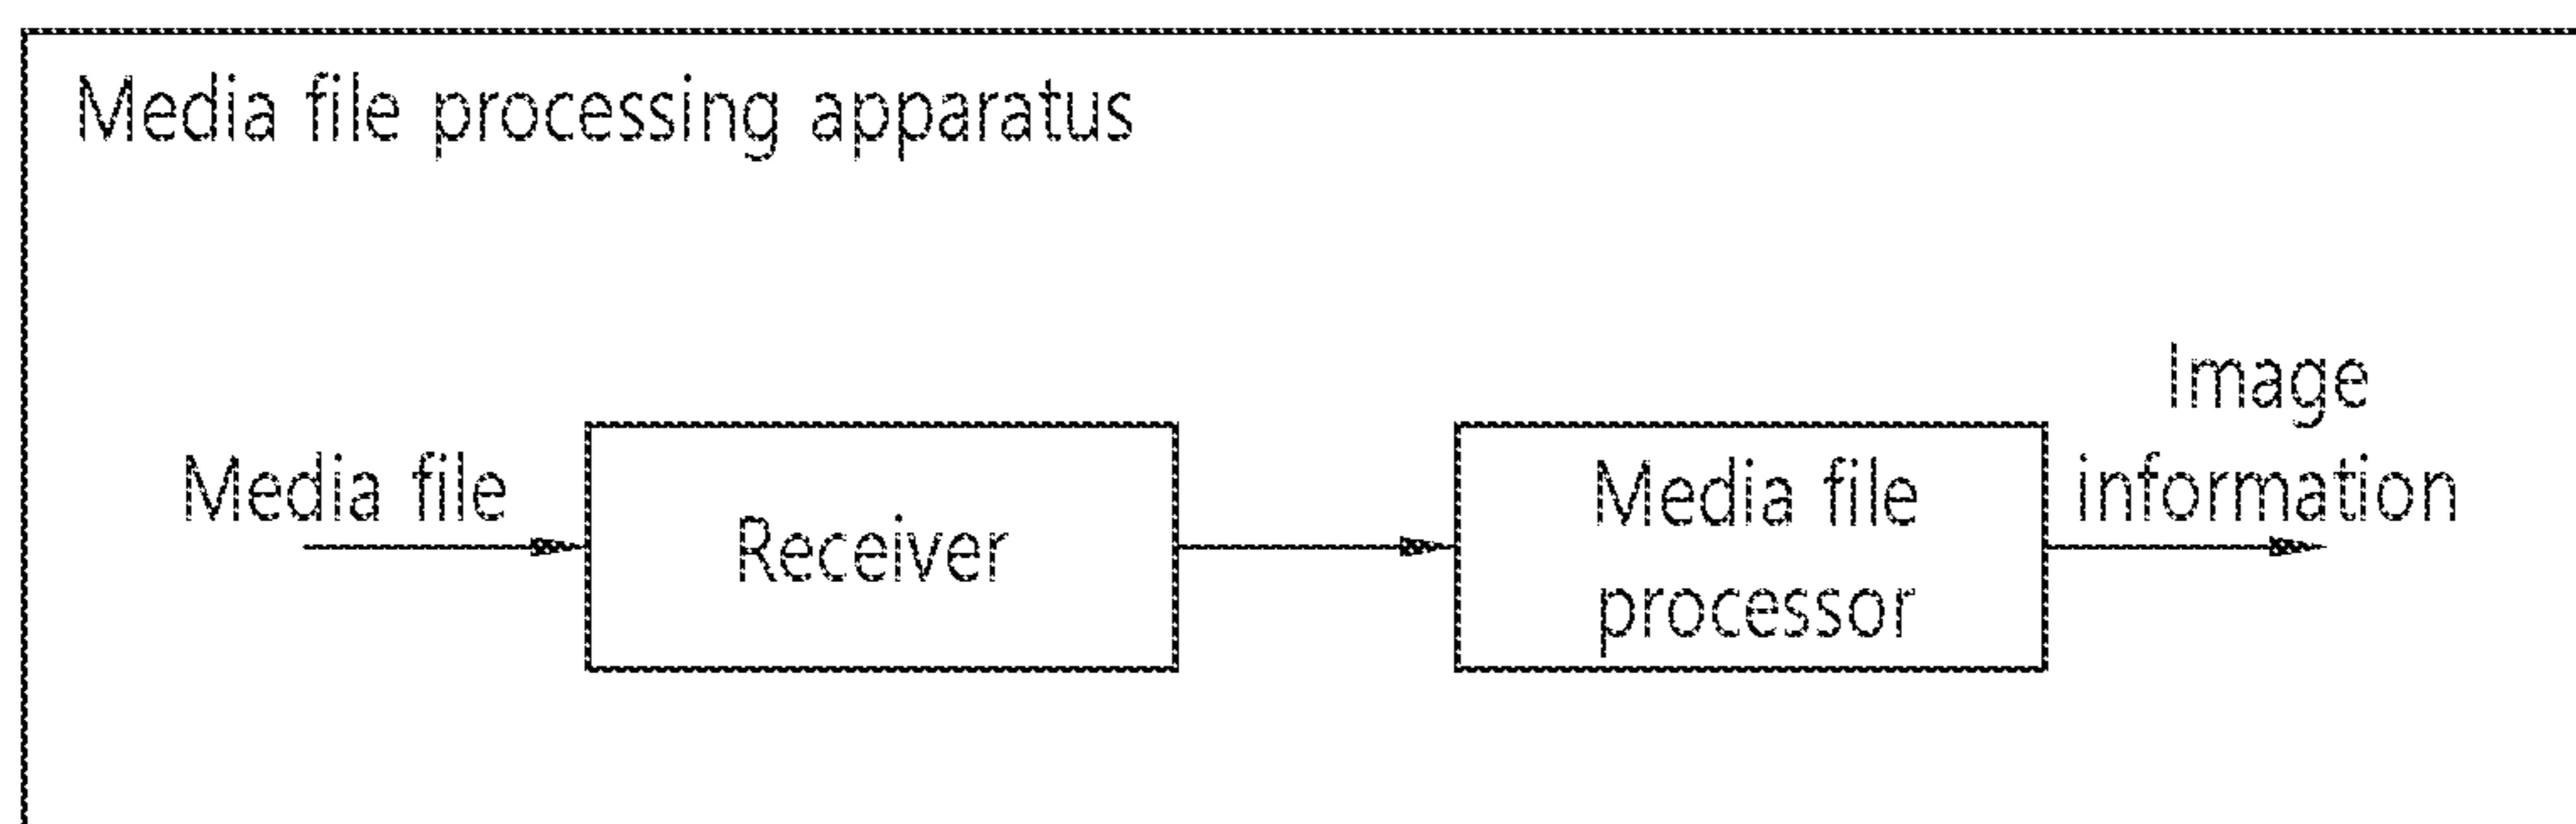 Media file processing apparatus
Media file
Receiver
Media file
processor
Image
information